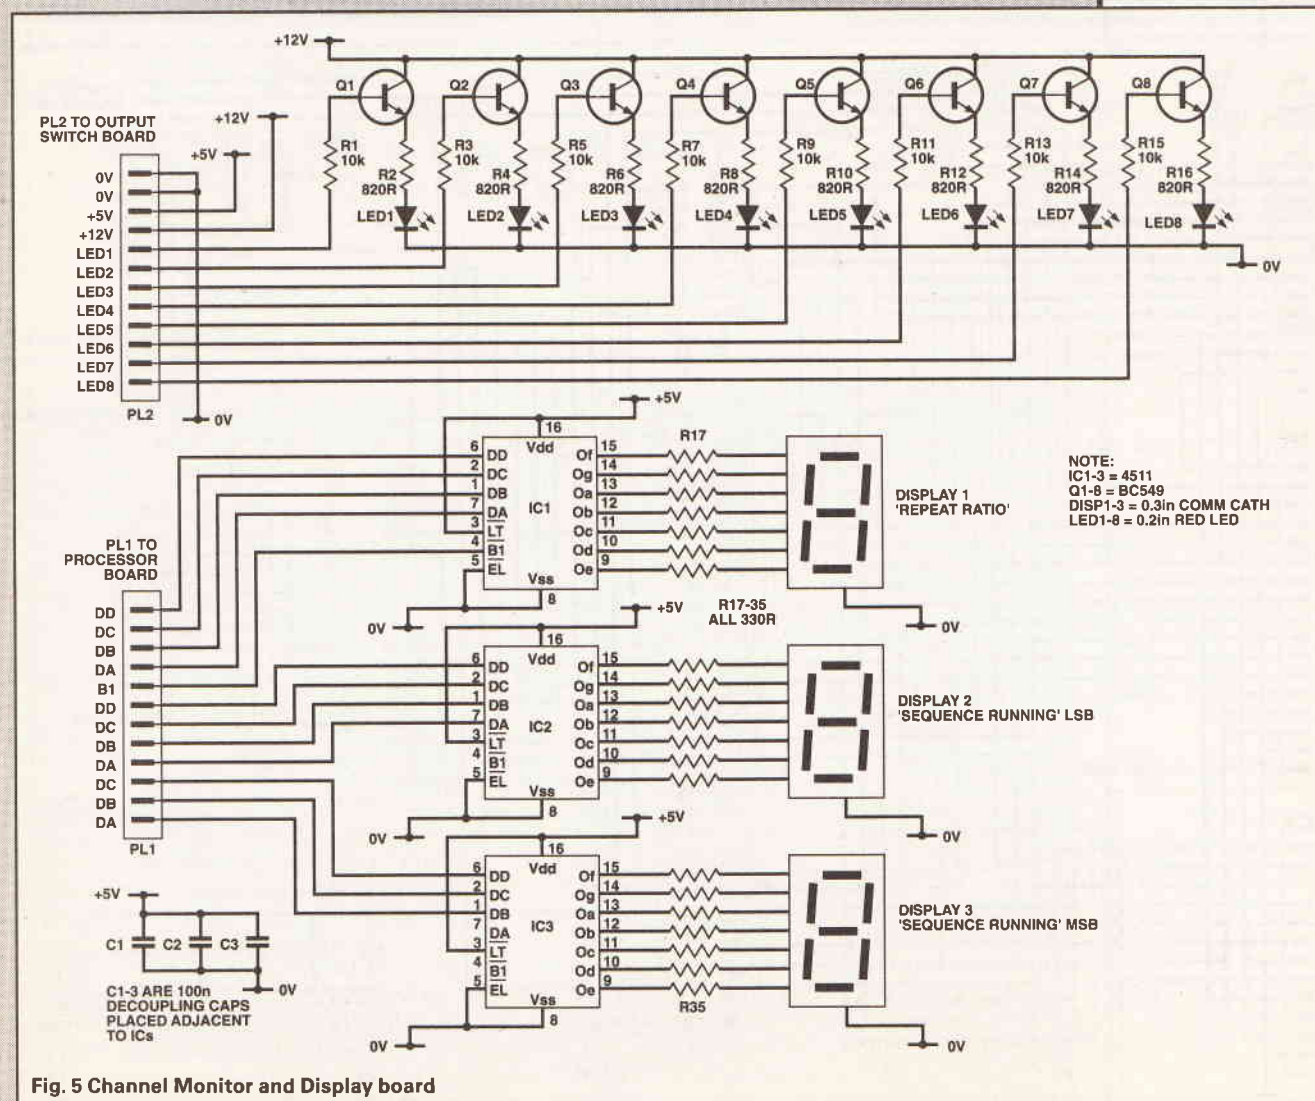 +12V
Q1
Q2
Q3
Q4
Q5
Q6
Q7
Q8
PL2 TO OUTPUT
SWITCH BOARD
+12V
+5V
R1
10k
R3
10k
R5
10k
R7
10k
R9
10k
R11
10k
R13
10k
R15
10k
R2
820R
R4
820R
R6
820R
R8
820R
R10
820R
R12
820R
R14
820R
R16
820R
LED1
LED2
LED3
LED4
LED5
LED6
LED7
LED8
0V
0V
0V
+5V
+12V
LED1
LED2
LED3
LED4
LED5
LED6
LED7
LED8
PL2
0V
+5V
16
Vdd
6 DD
2 DC
1 DB
7 DA
3 LT
4 B1
5 EL
IC1
Of 15
Og 14
Oa 13
Ob 12
Oc 11
Od 10
Oe 9
Vss
8
R17
0V
0V
DISPLAY 1
'REPEAT RATIO'
NOTE:
IC1-3 = 4511
Q1-8 = BC549
DISP1-3 = 0.3in COMM CATH
LED1-8 = 0.2in RED LED
PL1 TO
PROCESSOR
BOARD
DD
DC
DB
DA
B1
DD
DC
DB
DA
DC
DB
DA
PL1
+5V
R17-35
ALL 330R
16
Vdd
6 DD
2 DC
1 DB
7 DA
3 LT
4 B1
5 EL
IC2
Of 15
Og 14
Oa 13
Ob 12
Oc 11
Od 10
Oe 9
Vss
8
0V
0V
DISPLAY 2
'SEQUENCE RUNNING' LSB
+5V
16
Vdd
6 DD
2 DC
1 DB
7 DA
3 LT
4 B1
5 EL
IC3
Of 15
Og 14
Oa 13
Ob 12
Oc 11
Od 10
Oe 9
Vss
8
R35
0V
0V
DISPLAY 3
'SEQUENCE RUNNING' MSB
+5V
C1
C2
C3
0V
C1-3 ARE 100n
DECOUPLING CAPS
PLACED ADJACENT
TO ICs
Fig. 5 Channel Monitor and Display board